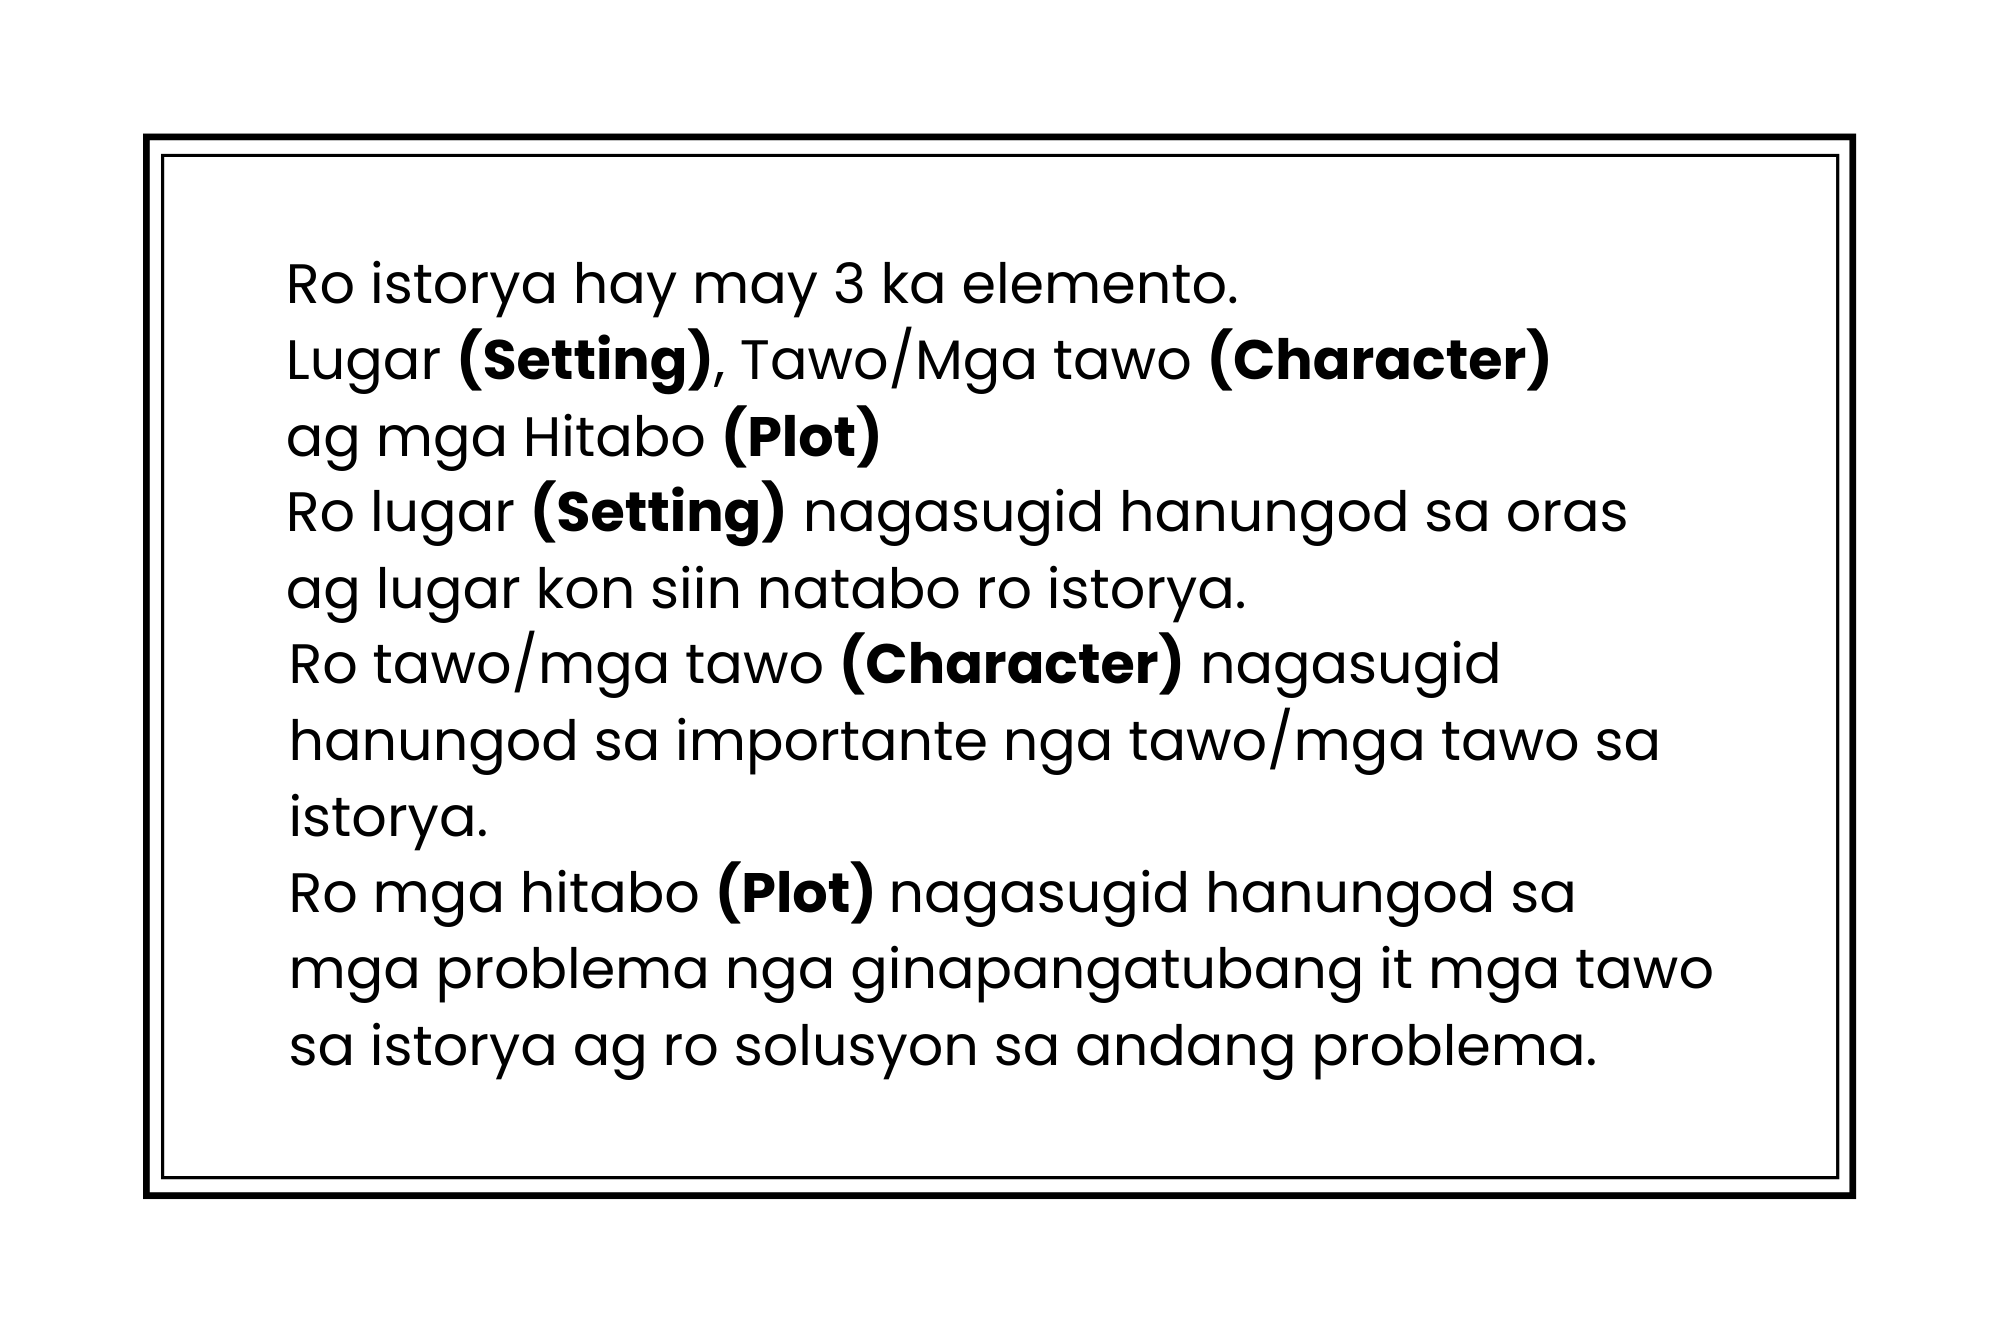 Ro istorya hay may 3 ka elemento.
Lugar (Setting), Tawo/Mga tawo (Character)
ag mga Hitabo (Plot)
Ro lugar (Setting) nagasugid hanungod sa oras
ag lugar kon siin natabo ro istorya.
Ro tawo/mga tawo (Character) nagasugid
hanungod sa importante nga tawo/mga tawo sa
istorya.
Ro mga hitabo (Plot) nagasugid hanungod sa
mga problema nga ginapangatubang it mga tawo
sa istorya ag ro solusyon sa andang problema.